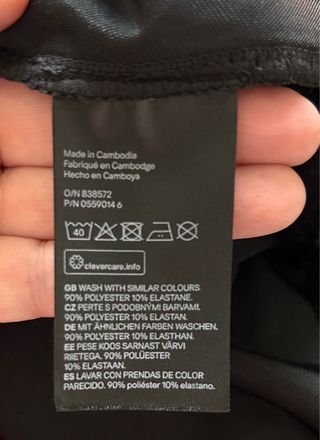 Made in Cambodia
Fabriqué en Cambodge
Hecho en Camboya
O/N 838572
P/N 0559014 6
40
clevercare.info
GB WASH WITH SIMILAR COLOURS.
90% POLYESTER 10% ELASTANE.
CZ PERTE S PODOBNÝMI BARVAMI.
90% POLYESTER 10% ELASTAN.
DE MIT ÄHNLICHEN FARBEN WASCHEN.
90% POLYESTER 10% ELASTHAN.
EE PESE KOOS SARNAST VÄRVI
RIIETEGA. 90% POLÜESTER
10% ELASTAAN.
ES LAVAR CON PRENDAS DE COLOR
PARECIDO. 90% poliéster 10% elastano.